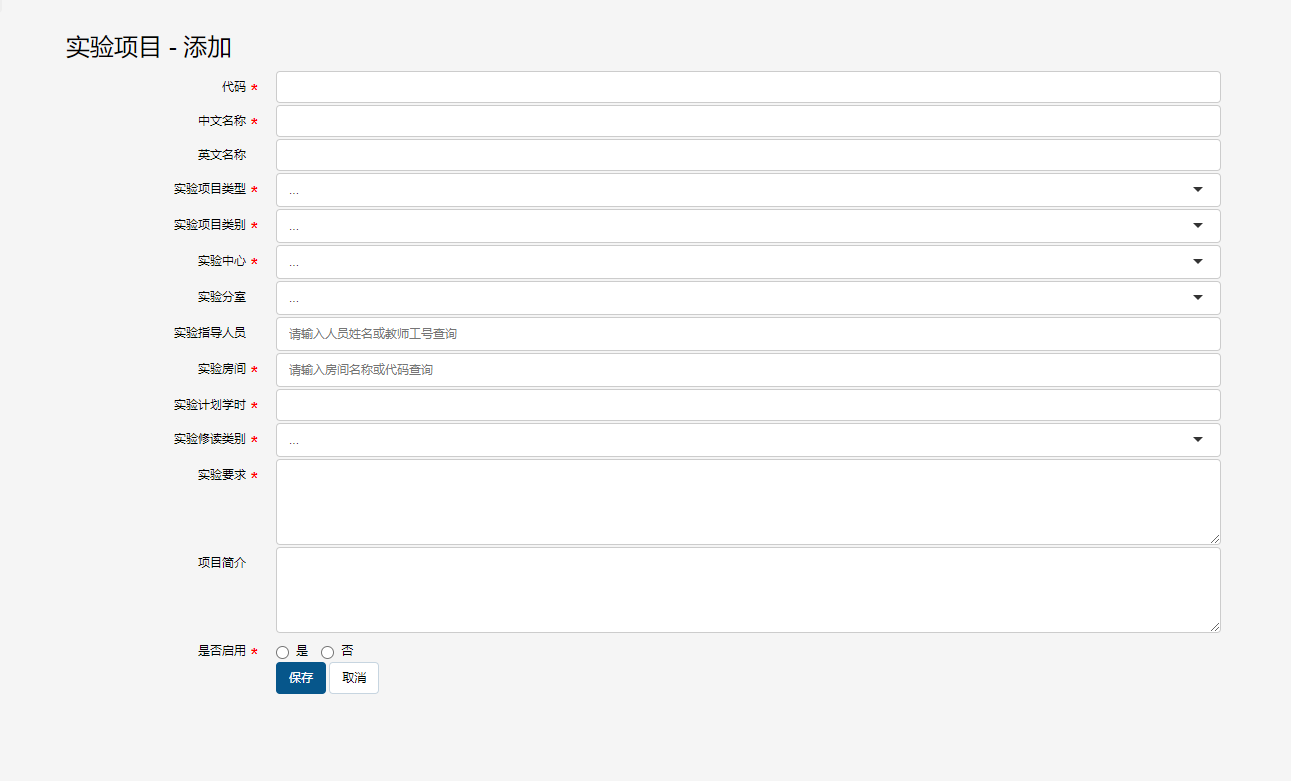 实验项目 - 添加
代码 *
中文名称 *
英文名称
实验项目类型 * ...
实验项目类别 * ...
实验中心 * ...
实验分室 ...
实验指导人员 请输入人员姓名或教师工号查询
实验房间 * 请输入房间名称或代码查询
实验计划学时 *
实验修读类别 * ...
实验要求 *
项目简介
是否启用 * 是 否
保存 取消